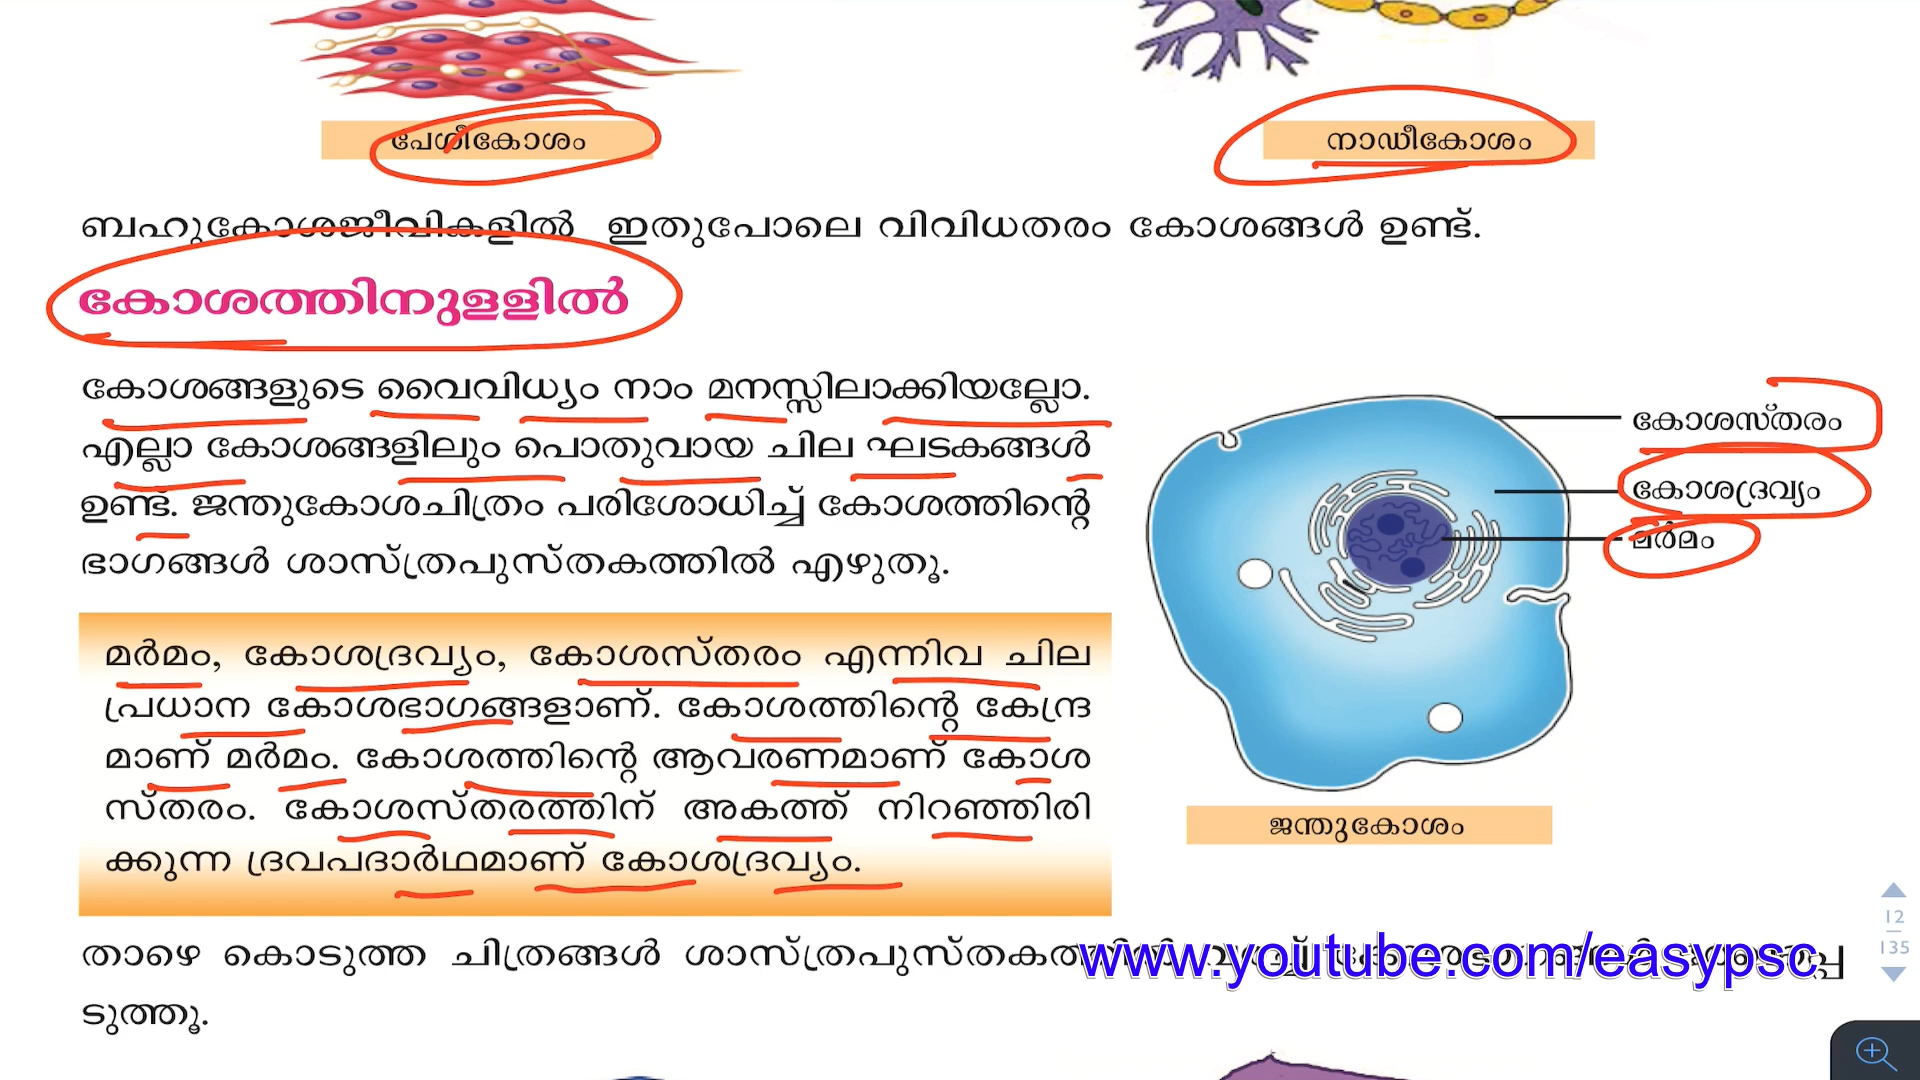 പേശീകോശം
നാഡീകോശം
ബഹുകോശജീവികളിൽ ഇതുപോലെ വിവിധതരം കോശങ്ങൾ ഉണ്ട്.
കോശത്തിനുള്ളിൽ
കോശങ്ങളുടെ വൈവിധ്യം നാം മനസ്സിലാക്കിയല്ലോ.
എല്ലാ കോശങ്ങളിലും പൊതുവായ ചില ഘടകങ്ങൾ
ഉണ്ട്. ജന്തുകോശചിത്രം പരിശോധിച്ച് കോശത്തിന്റെ
ഭാഗങ്ങൾ ശാസ്ത്രപുസ്തകത്തിൽ എഴുതൂ.
കോശസ്തരം
കോശദ്രവ്യം
മർമം
മർമം, കോശദ്രവ്യം, കോശസ്തരം എന്നിവ ചില
പ്രധാന കോശഭാഗങ്ങളാണ്. കോശത്തിന്റെ കേന്ദ്ര
മാണ് മർമം. കോശത്തിന്റെ ആവരണമാണ് കോശ
സ്തരം. കോശസ്തരത്തിന് അകത്ത് നിറഞ്ഞിരി
ക്കുന്ന ദ്രവപദാർഥമാണ് കോശദ്രവ്യം.
ജന്തുകോശം
12
135
താഴെ കൊടുത്ത ചിത്രങ്ങൾ
www.youtube.com/easypsc
ടുത്തൂ.